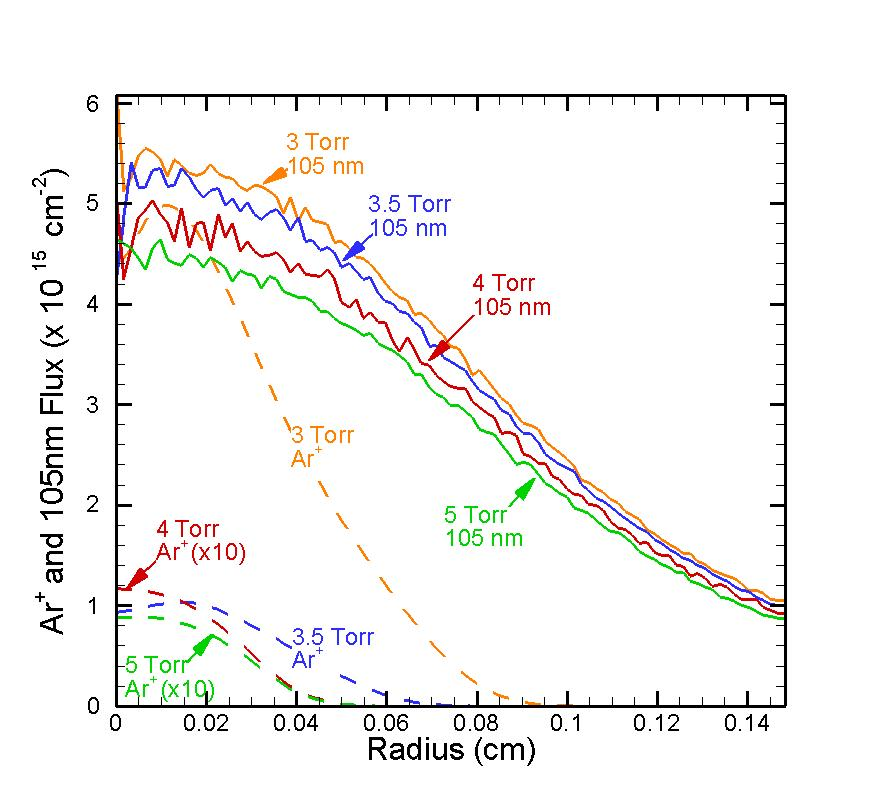 Ar⁺ and 105nm Flux (x 10 ¹⁵ cm⁻²)
6
5
4
3
2
1
0
3 Torr
105 nm
3.5 Torr
105 nm
4 Torr
105 nm
3 Torr
Ar⁺
5 Torr
105 nm
4 Torr
Ar⁺(x10)
3.5 Torr
Ar⁺
5 Torr
Ar⁺(x10)
0 0.02 0.04 0.06 0.08 0.1 0.12 0.14
Radius (cm)